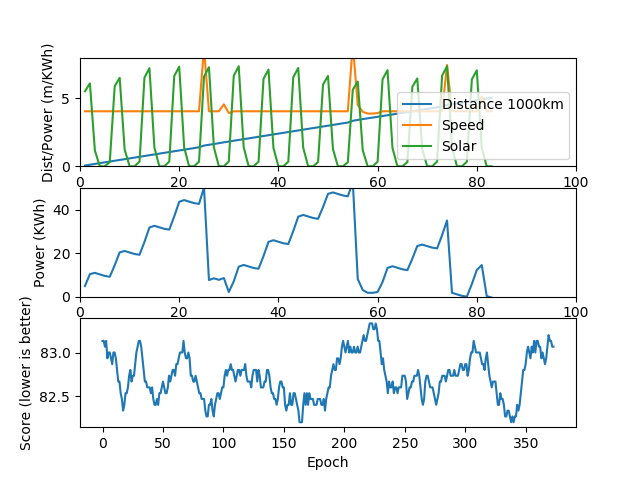 Dist/Power (m/KWh)
5
0
Distance 1000km
Speed
Solar
0 20 40 60 80 100
Power (KWh)
40
20
0
0 20 40 60 80 100
Score (lower is better)
83.0
82.5
0 50 100 150 200 250 300 350
Epoch